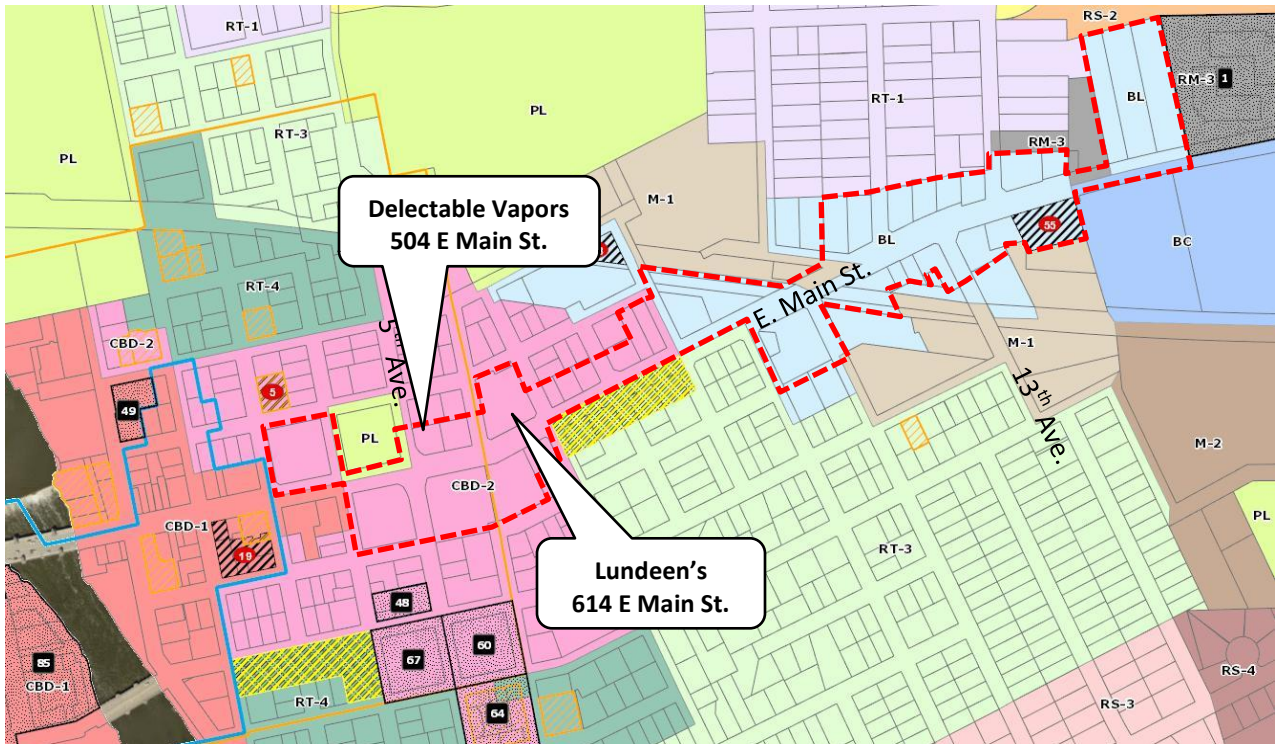 RT-1
RS-2
RM-3 1
BL
PL
RT-1
RT-3
PL
RM-3
M-1
Delectable Vapors
504 E Main St.
55
BL
BC
RT-4
E. Main St.
5th Ave.
CBD-2
M-1
13th Ave.
49
5
PL
M-2
CBD-2
PL
CBD-1
19
RT-3
Lundeen's
614 E Main St.
48
85
CBD-1
67
60
RS-4
RT-4
64
RS-3